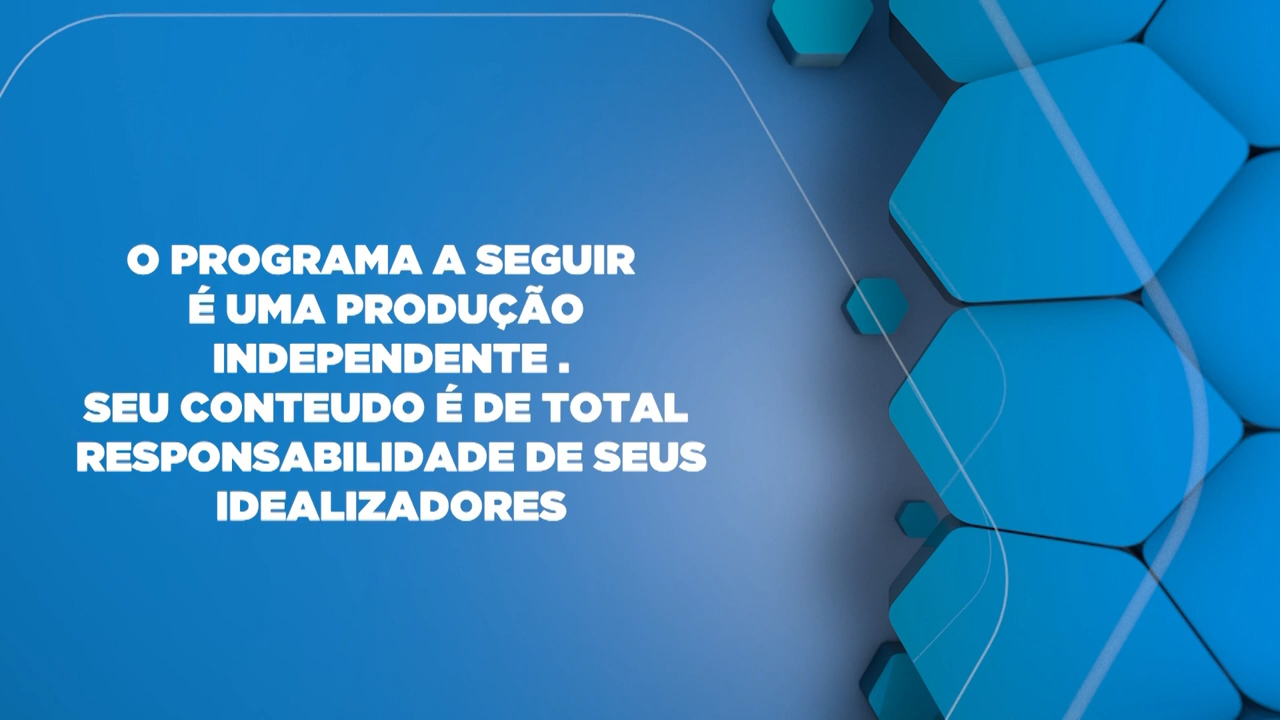 O PROGRAMA A SEGUIR
É UMA PRODUÇÃO
INDEPENDENTE .
SEU CONTEUDO É DE TOTAL
RESPONSABILIDADE DE SEUS
IDEALIZADORES